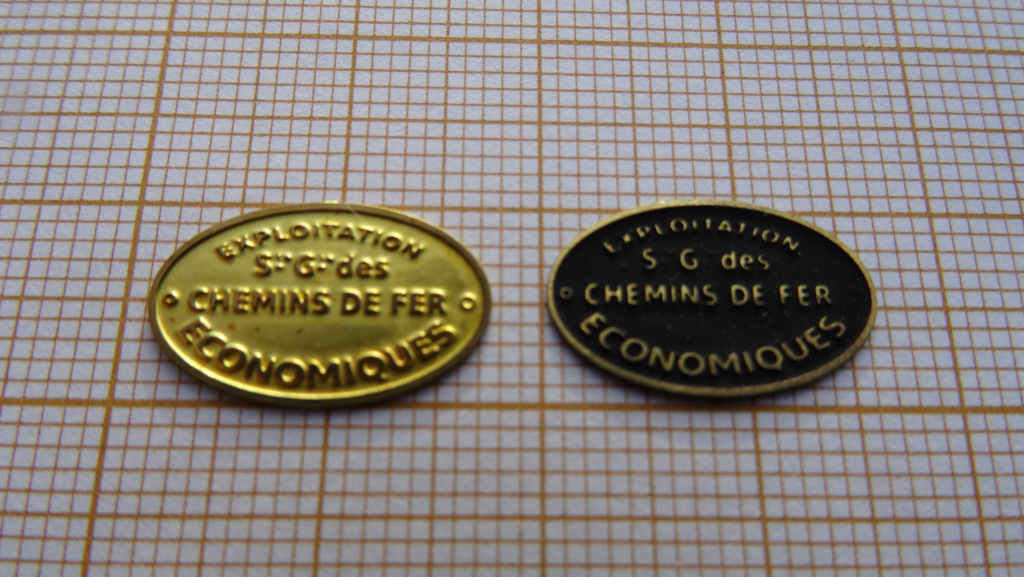 EXPLOITATION
Sté Gle des
CHEMINS DE FER
ECONOMIQUES
EXPLOITATION
S G des
CHEMINS DE FER
ECONOMIQUES